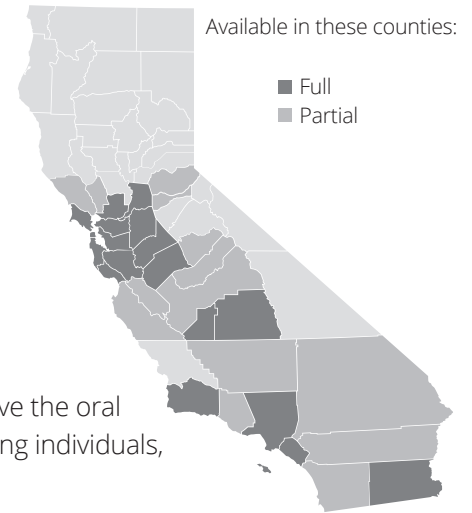 Available in these counties:
Full
Partial
ve the oral
ng individuals,